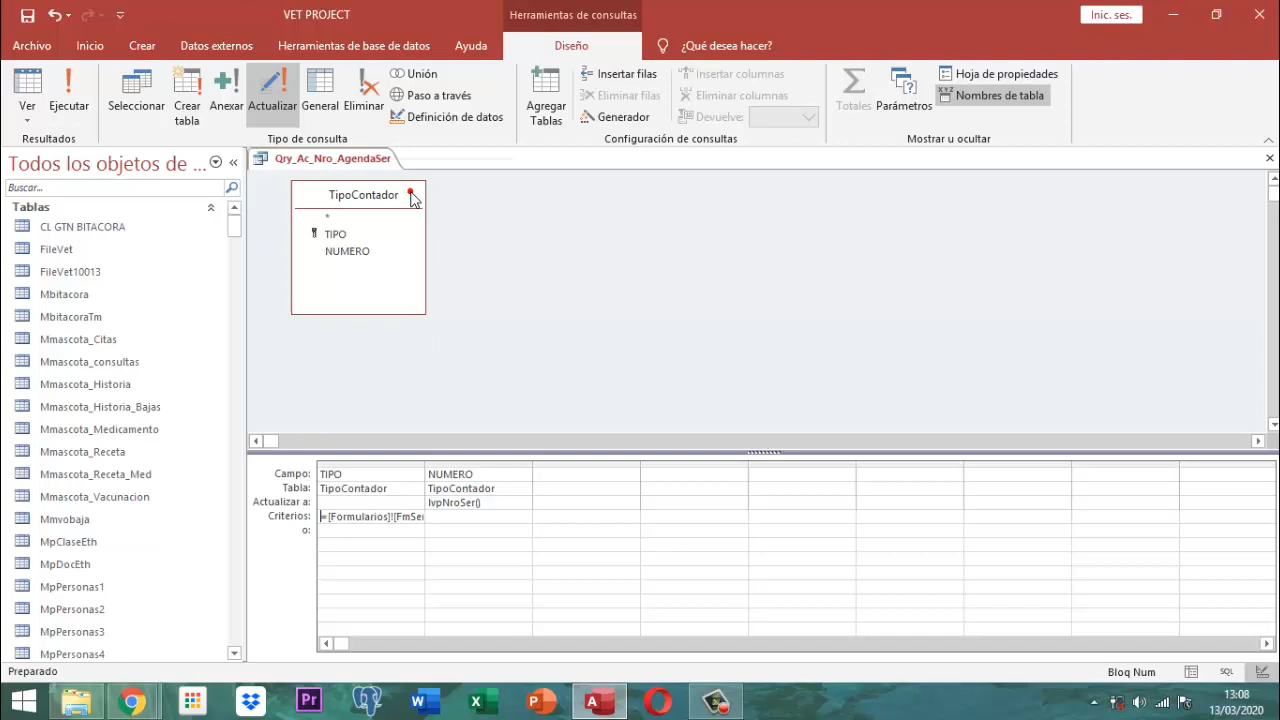 VET PROJECT
Herramientas de consultas
Inic. ses.
Archivo
Inicio
Crear
Datos externos
Herramientas de base de datos
Ayuda
Diseño
¿Qué desea hacer?
Ver
Ejecutar
Resultados
Seleccionar
Crear tabla
Anexar
Actualizar
General
Eliminar
Unión
Paso a través
Definición de datos
Tipo de consulta
Agregar Tablas
Insertar filas
Eliminar filas
Generador
Insertar columnas
Eliminar columnas
Devuelve:
Configuración de consultas
Totales
Parámetros
Hoja de propiedades
Nombres de tabla
Mostrar u ocultar
Todos los objetos de ...
Buscar...
Tablas
CL GTN BITACORA
FileVet
FileVet10013
Mbitacora
MbitacoraTm
Mmascota_Citas
Mmascota_consultas
Mmascota_Historia
Mmascota_Historia_Bajas
Mmascota_Medicamento
Mmascota_Receta
Mmascota_Receta_Med
Mmascota_Vacunacion
Mmvobaja
MpClaseEth
MpDocEth
MpPersonas1
MpPersonas2
MpPersonas3
MpPersonas4
Qry_Ac_Nro_AgendaSer
TipoContador
*
TIPO
NUMERO
Campo: TIPO NUMERO
Tabla: TipoContador TipoContador
Actualizar a: IvpNroSer()
Criterios: =[Formularios]![FmSer
o:
Preparado
Bloq Num
SQL
Pr
W
X
P
A
13:08
13/03/2020